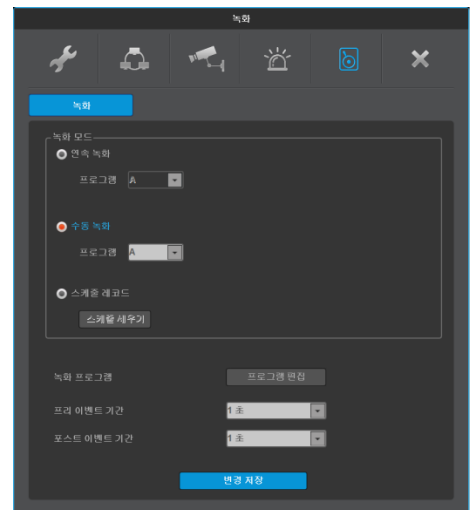 녹화
녹화
녹화 모드
연속 녹화
프로그램 A
수동 녹화
프로그램 A
스케쥴 레코드
스케쥴 세우기
녹화 프로그램 프로그램 편집
프리 이벤트 기간 1 초
포스트 이벤트 기간 1 초
변경 저장